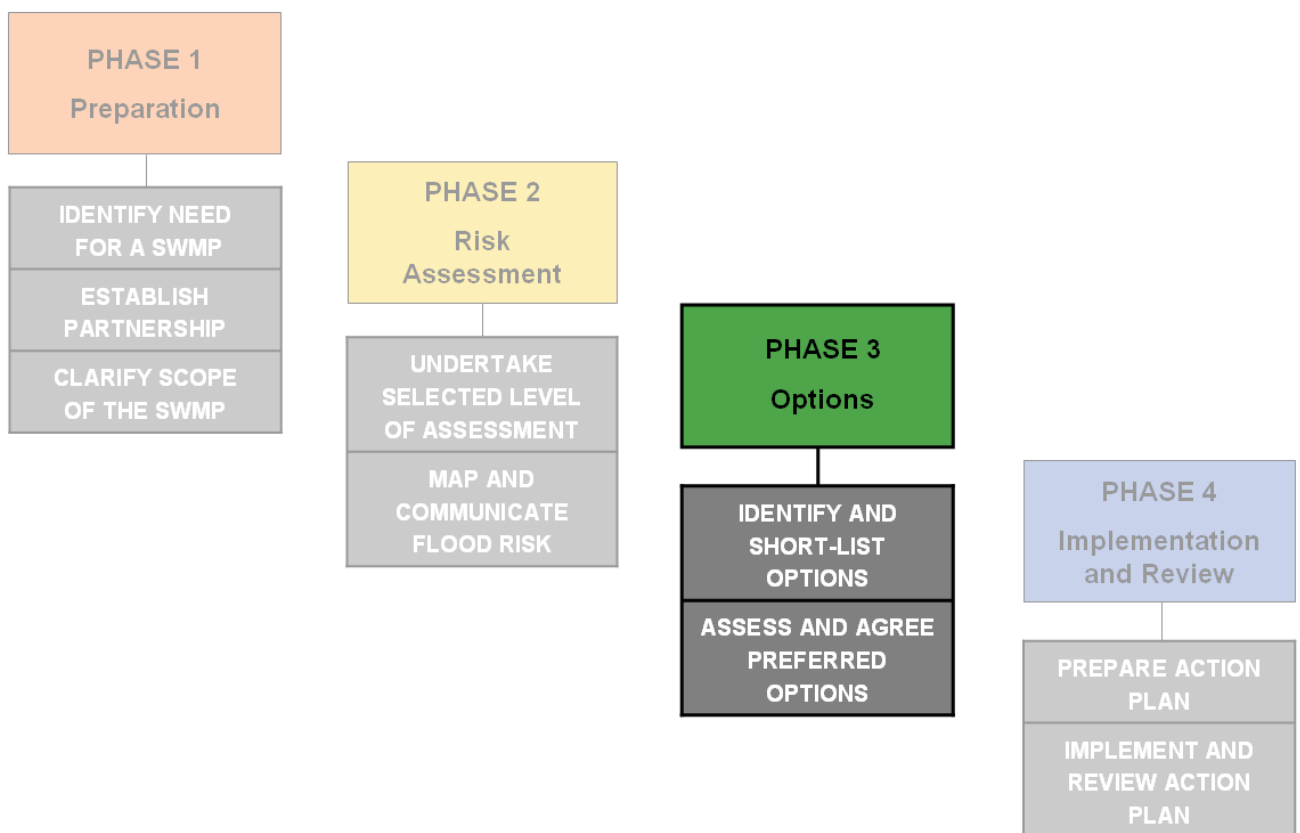 PHASE 1
Preparation
IDENTIFY NEED
FOR A SWMP
ESTABLISH
PARTNERSHIP
CLARIFY SCOPE
OF THE SWMP
PHASE 2
Risk
Assessment
UNDERTAKE
SELECTED LEVEL
OF ASSESSMENT
MAP AND
COMMUNICATE
FLOOD RISK
PHASE 3
Options
IDENTIFY AND
SHORT-LIST
OPTIONS
ASSESS AND AGREE
PREFERRED
OPTIONS
PHASE 4
Implementation
and Review
PREPARE ACTION
PLAN
IMPLEMENT AND
REVIEW ACTION
PLAN